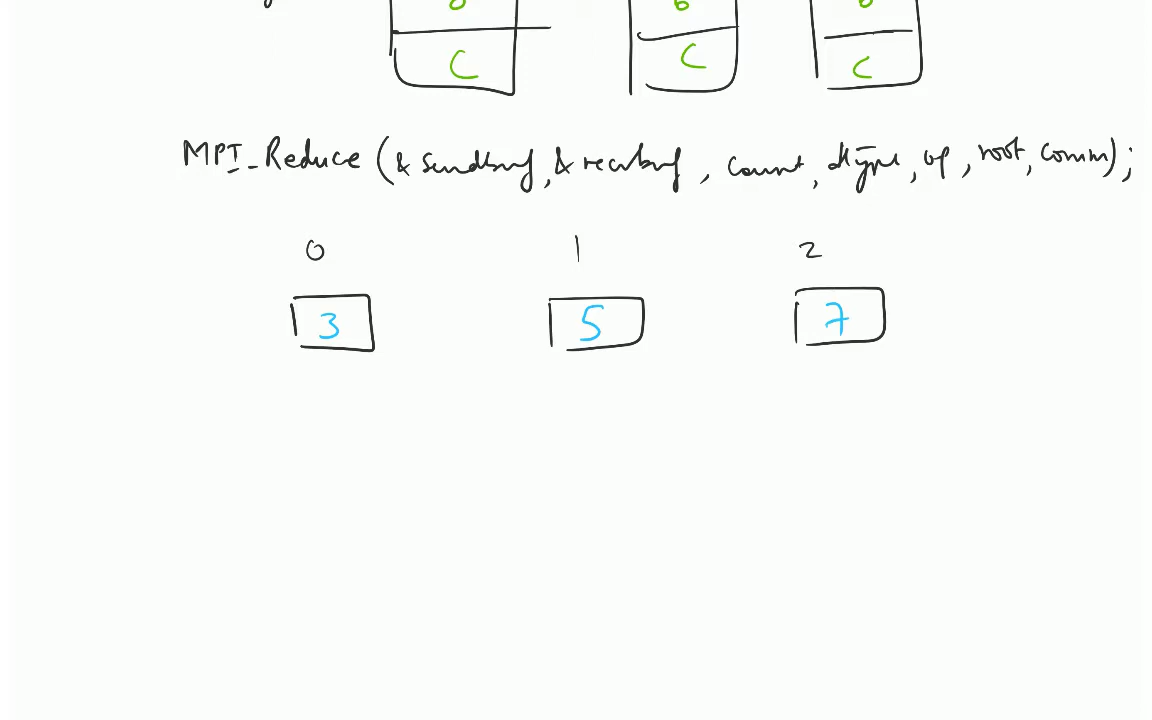 C C C
MPI_Reduce (& sendbuf, & recvbuf, count, dtype, op, root, comm);
0 1 2
3 5 7